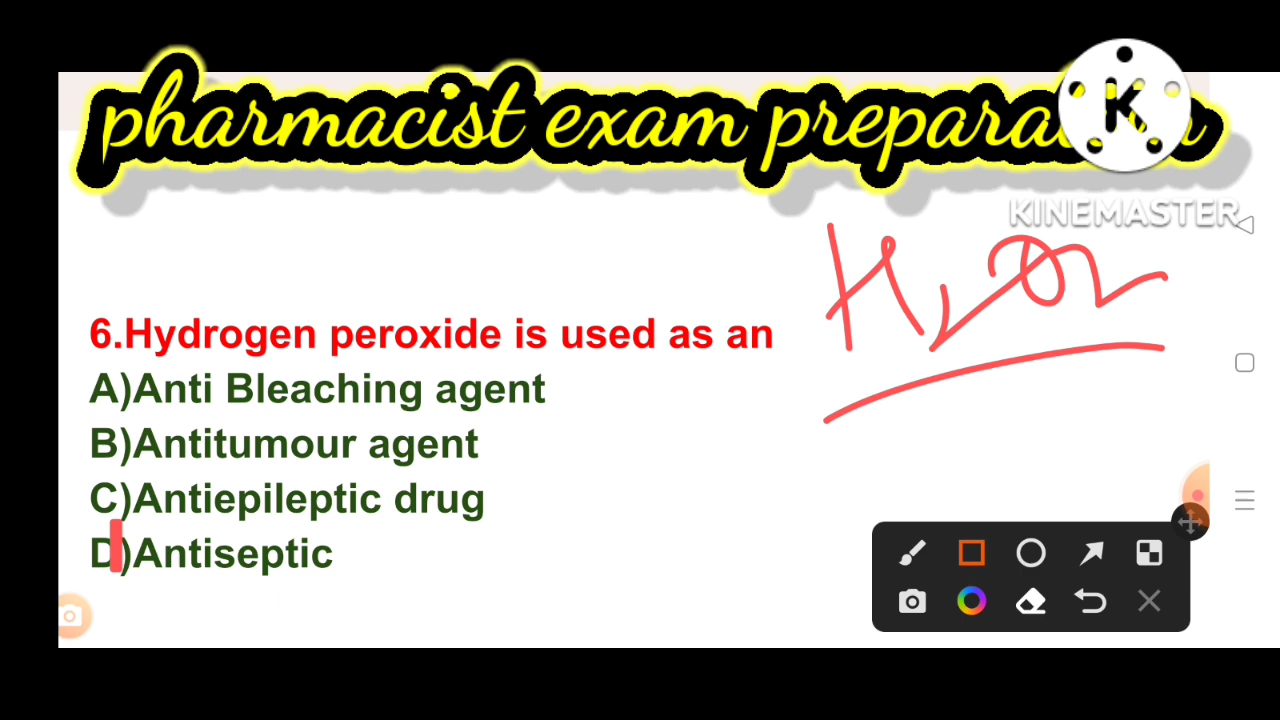 pharmacist exam
K
KINEMASTER
H2O2
6.Hydrogen peroxide is used as an
A)Anti Bleaching agent
B)Antitumour agent
C)Antiepileptic drug
D)Antiseptic